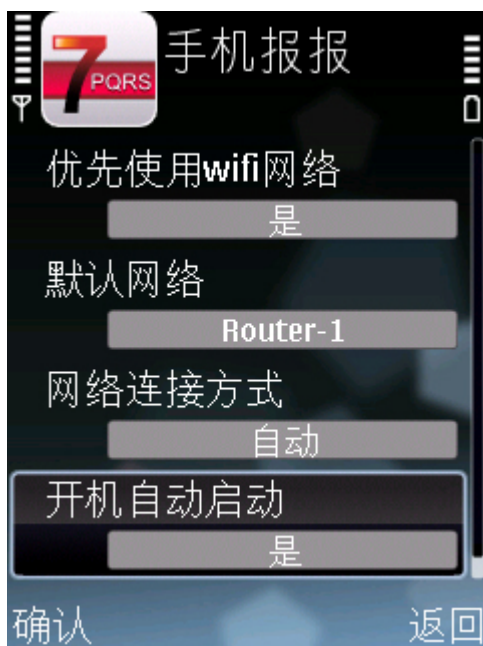 7
PQRS
手机报报
优先使用wifi网络
是
默认网络
Router-1
网络连接方式
自动
开机自动启动
是
确认
返回